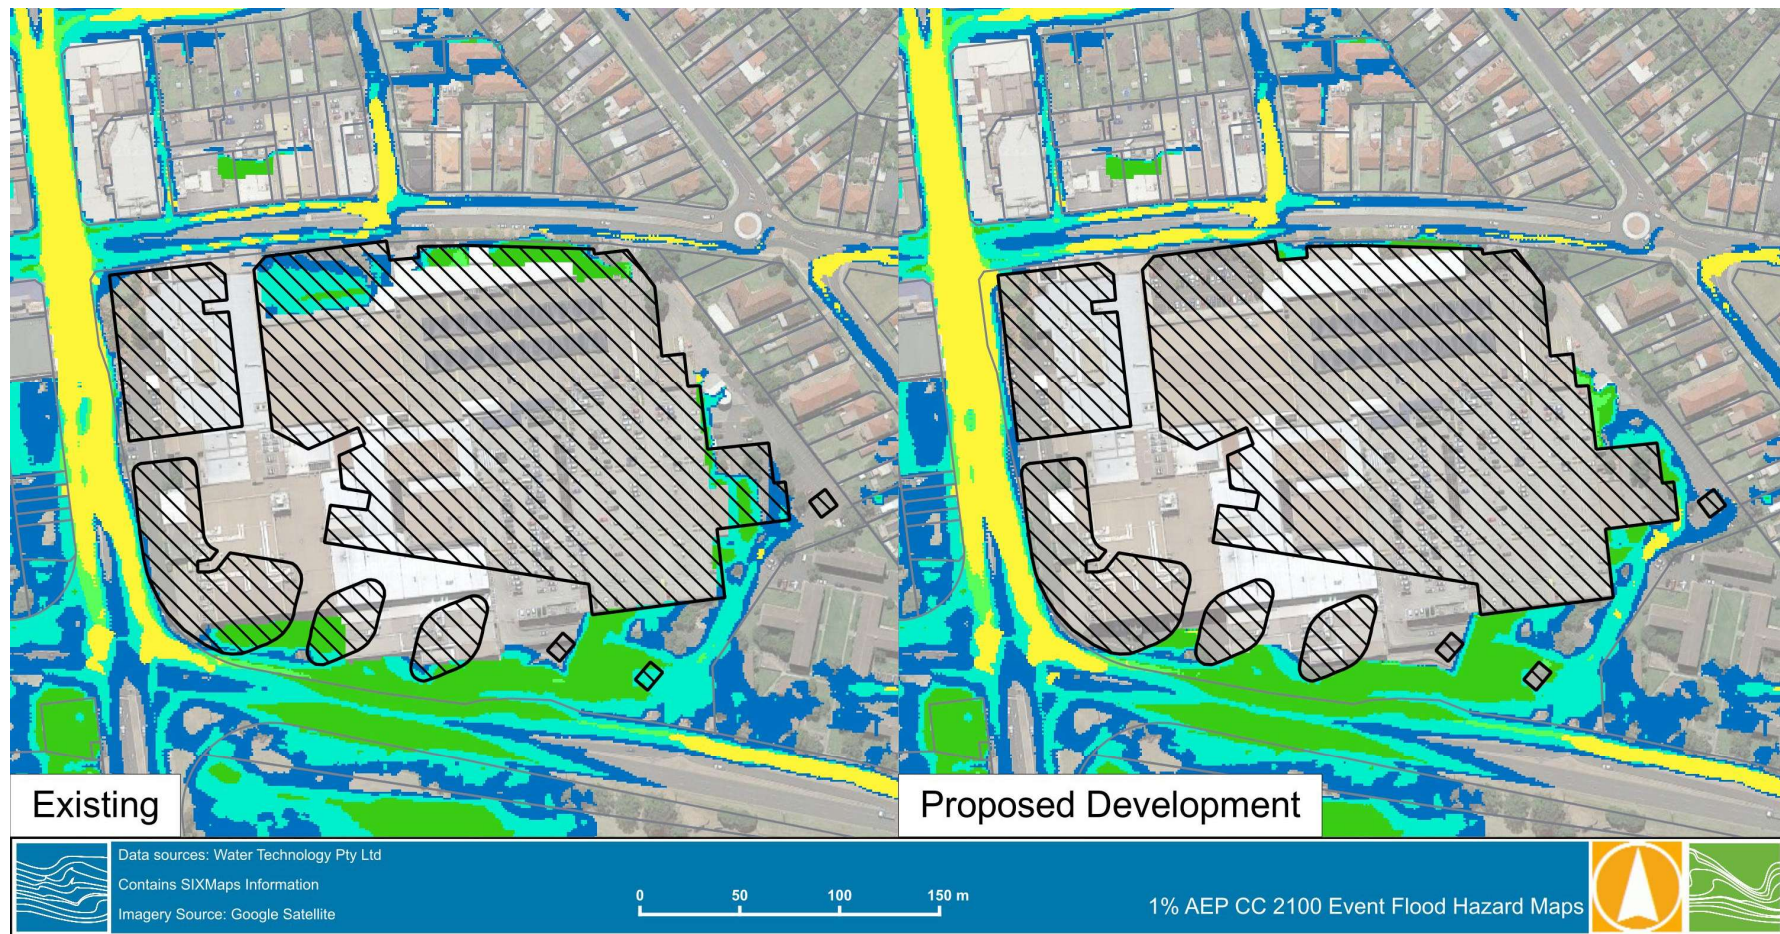 Existing
Proposed Development
Data sources: Water Technology Pty Ltd
Contains SIXMaps Information
Imagery Source: Google Satellite
0 50 100 150 m
1% AEP CC 2100 Event Flood Hazard Maps